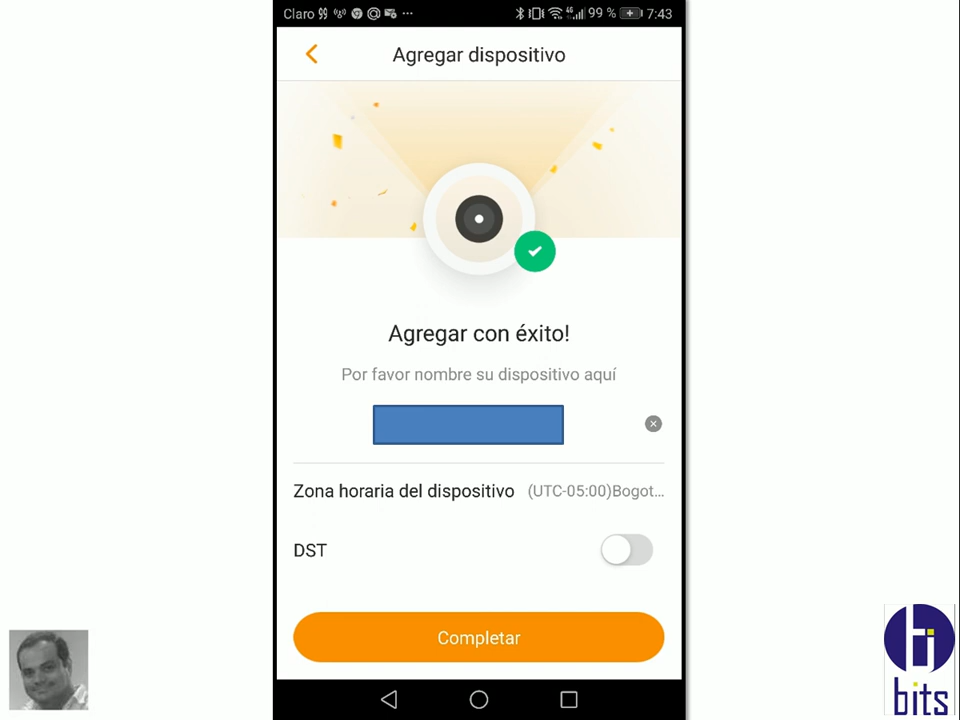 Claro 4G 99 % 7:43
Agregar dispositivo
Agregar con éxito!
Por favor nombre su dispositivo aquí
Zona horaria del dispositivo (UTC-05:00)Bogot...
DST
Completar
bits